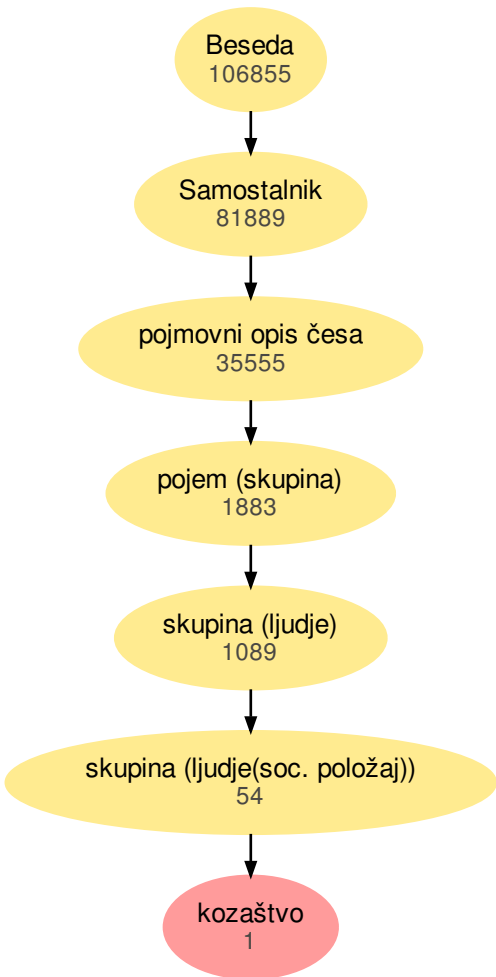 Beseda
106855
Samostalnik
81889
pojmovni opis česa
35555
pojem (skupina)
1883
skupina (ljudje)
1089
skupina (ljudje(soc. položaj))
54
kozaštvo
1